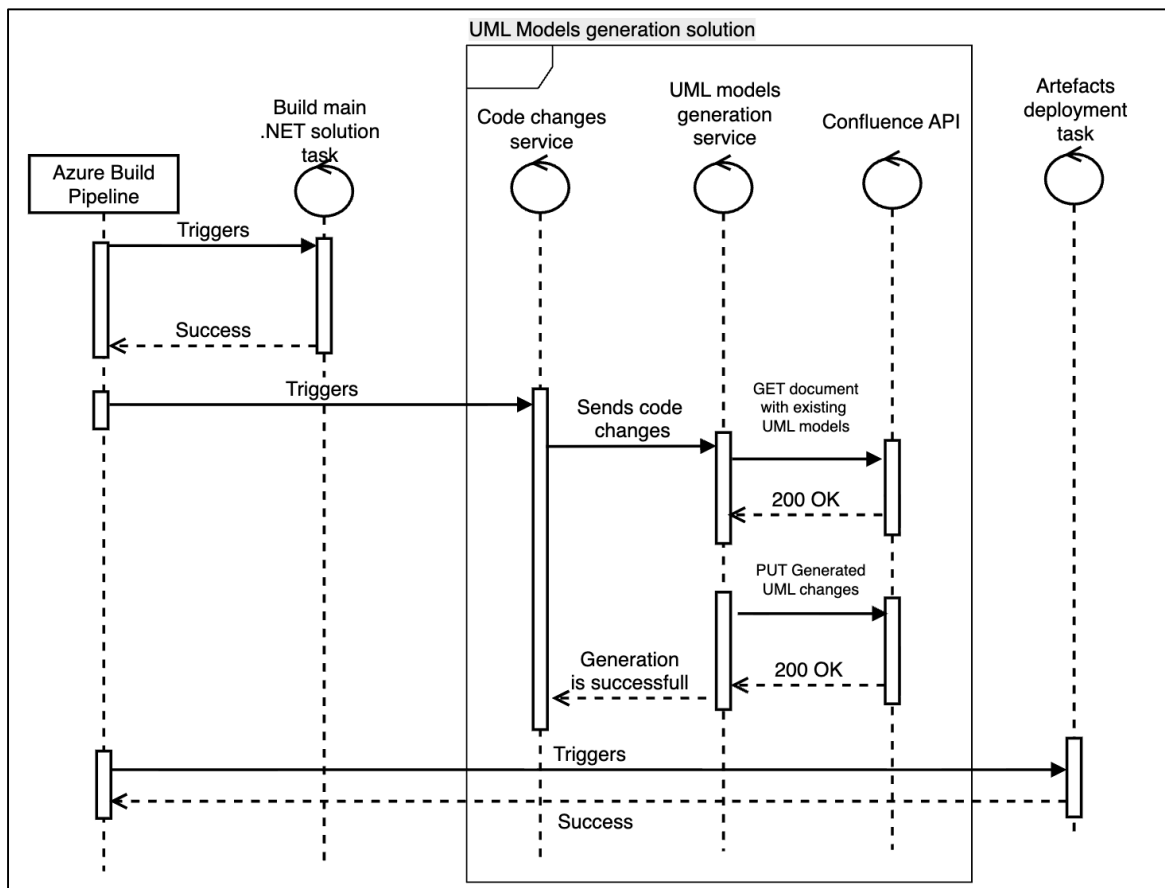 UML Models generation solution
Build main
.NET solution
task
Code changes
service
UML models
generation
service
Confluence API
Artefacts
deployment
task
Azure Build
Pipeline
Triggers
Success
Triggers
Sends code
changes
GET document
with existing
UML models
200 OK
PUT Generated
UML changes
Generation
is successfull
200 OK
Triggers
Success